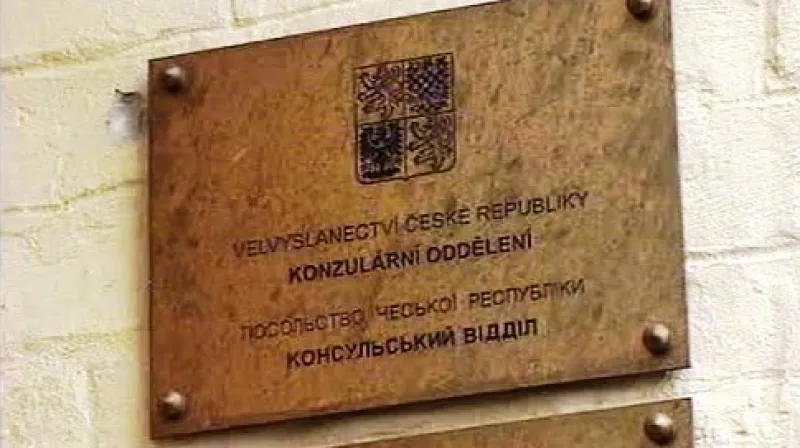 VELVYSLANECTVÍ ČESKÉ REPUBLIKY
KONZULÁRNÍ ODDĚLENÍ
ПОСОЛЬСТВО ЧЕСЬКОЇ РЕСПУБЛІКИ
КОНСУЛЬСЬКИЙ ВІДДІЛ